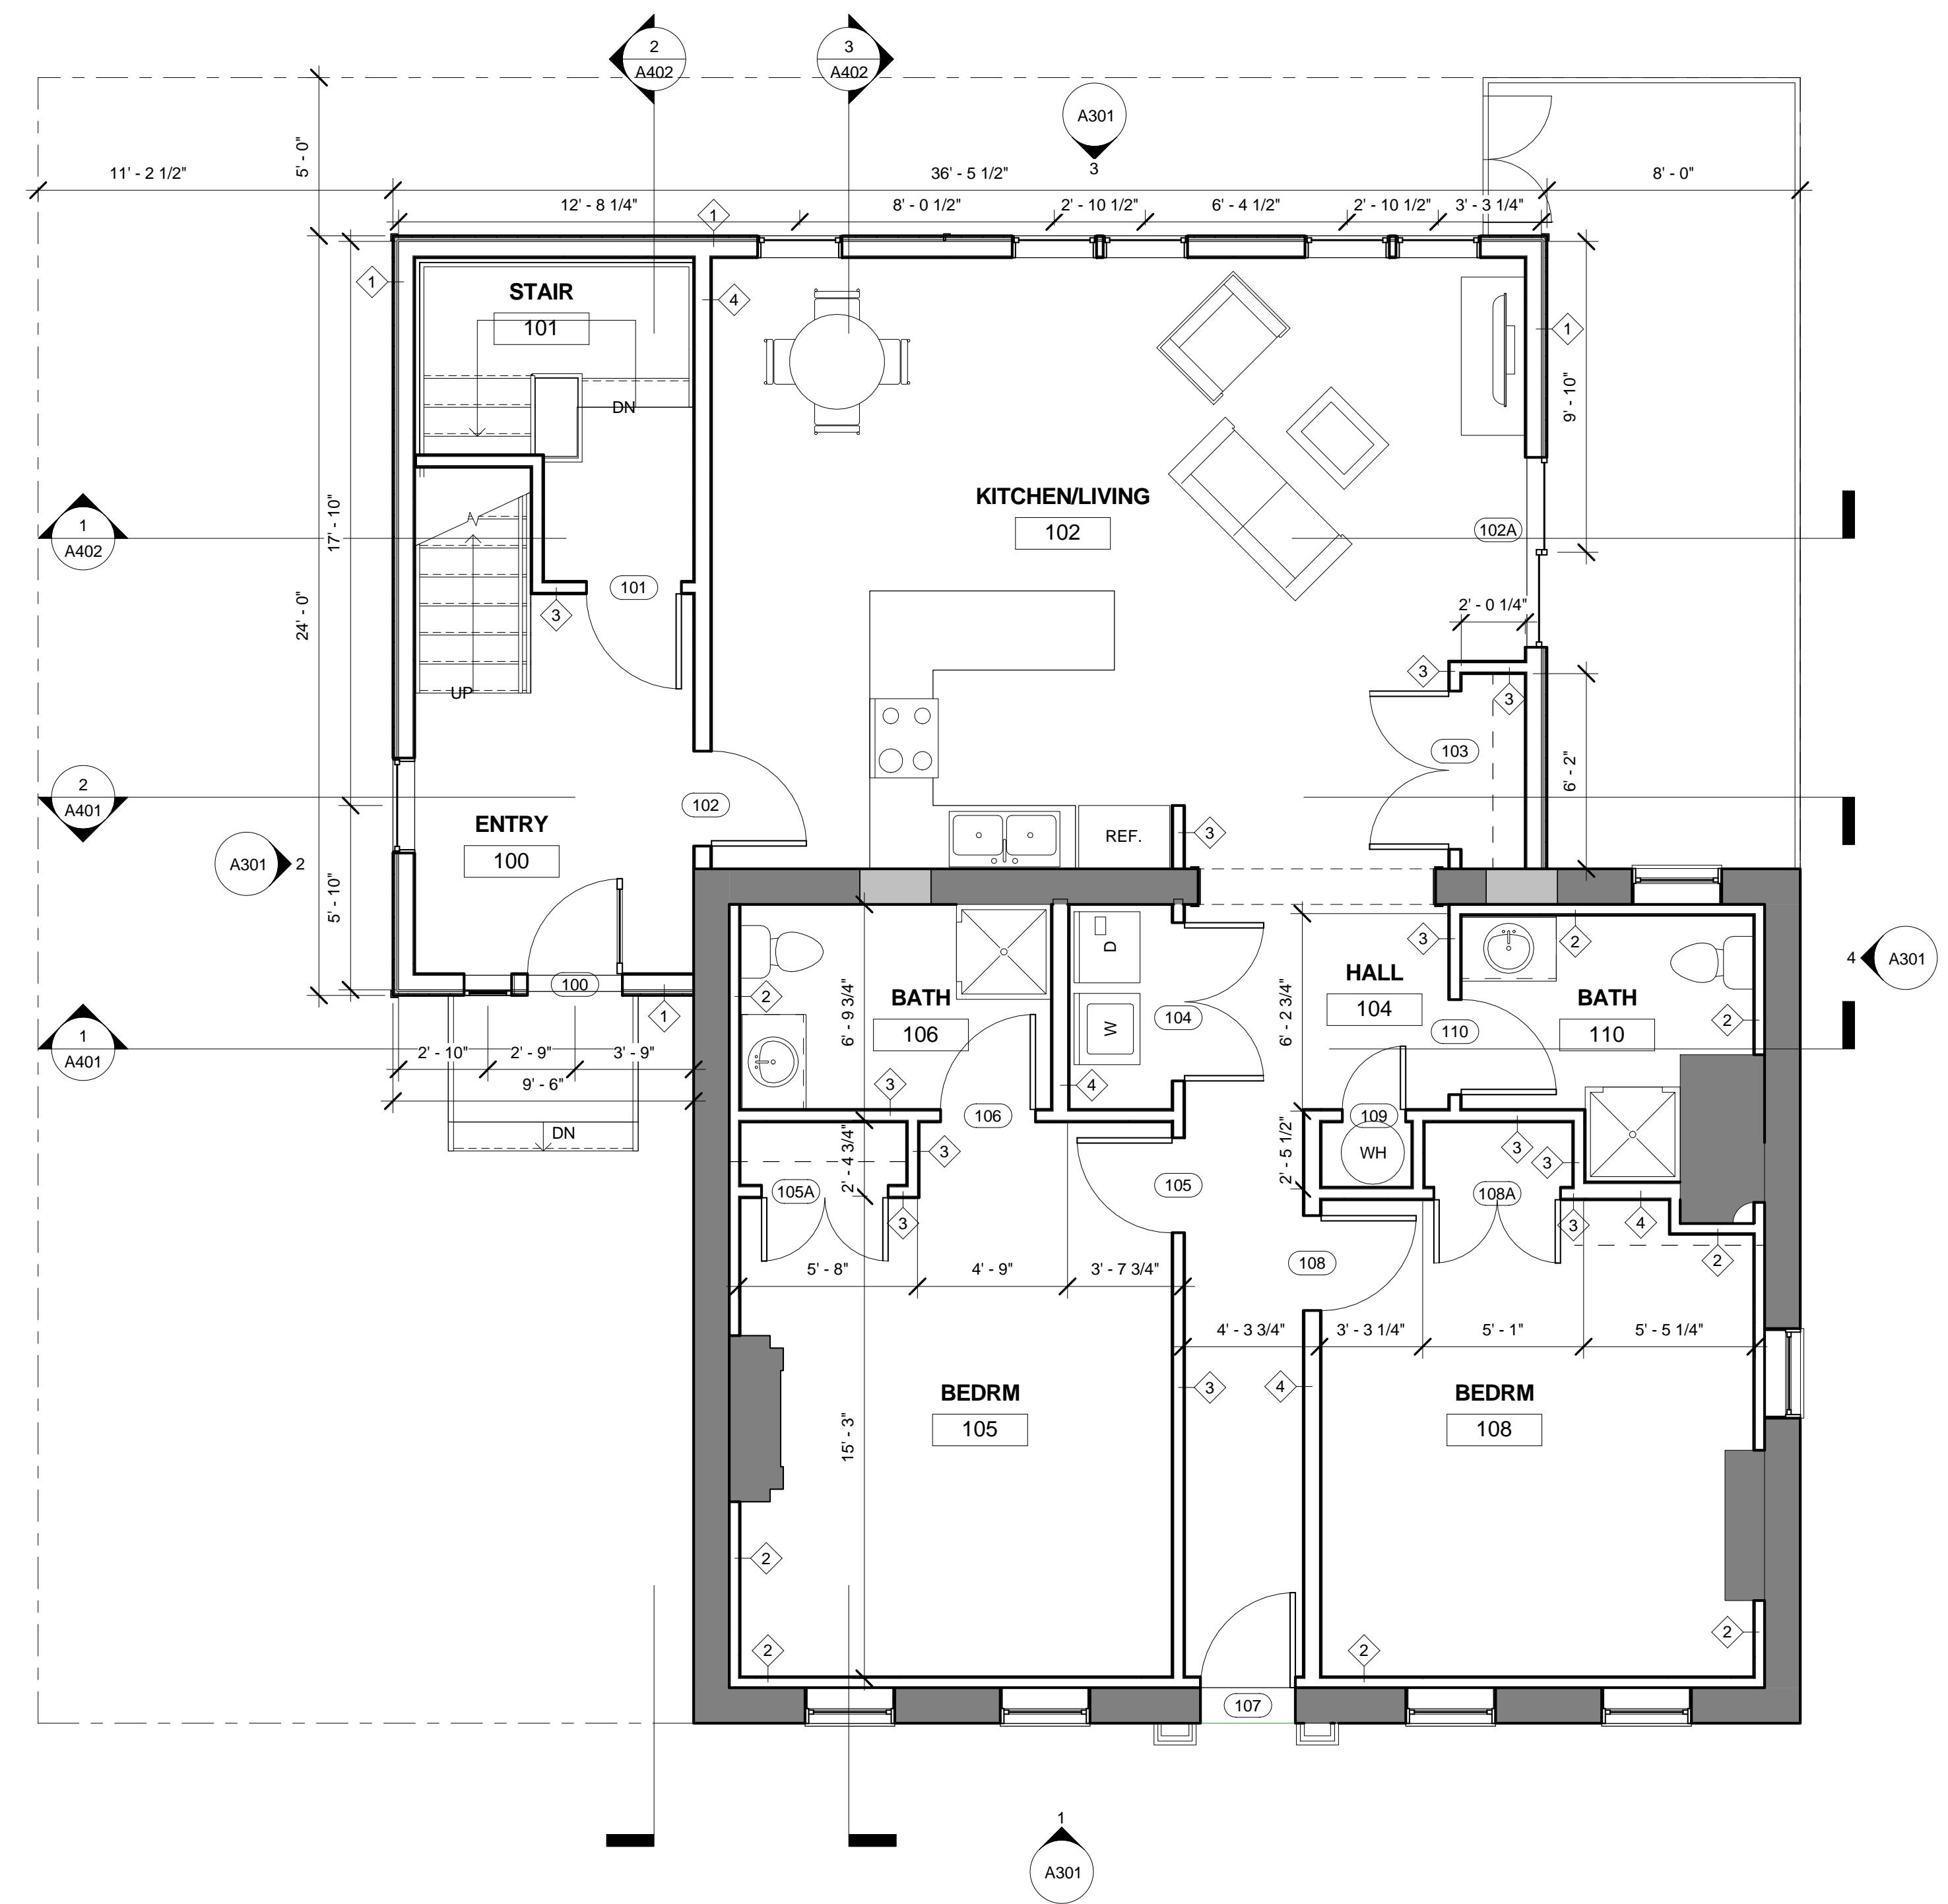 2
A402
3
A402
A301
3
11' - 2 1/2"
5' - 0"
36' - 5 1/2"
8' - 0"
12' - 8 1/4"
8' - 0 1/2"
2' - 10 1/2"
6' - 4 1/2"
2' - 10 1/2"
3' - 3 1/4"
1
1
STAIR
101
4
1
DN
9' - 10"
KITCHEN/LIVING
102
102A
1
A402
17' - 10"
24' - 0"
101
3
2' - 0 1/4"
3
3
UP
103
6' - 2"
2
A401
102
ENTRY
100
REF.
3
A301
2
5' - 10"
100
1
2
BATH
106
6' - 9 3/4"
D
W
104
6' - 2 3/4"
HALL
104
3
2
BATH
110
110
2
4
A301
1
A401
2' - 10"
2' - 9"
3' - 9"
9' - 6"
DN
3
106
4
109
WH
2' - 5 1/2"
3
3
2' - 4 3/4"
3
105A
3
105
108A
3
4
2
108
5' - 8"
4' - 9"
3' - 7 3/4"
4' - 3 3/4"
3' - 3 1/4"
5' - 1"
5' - 5 1/4"
BEDRM
105
3
4
BEDRM
108
15' - 3"
2
2
2
2
107
1
A301